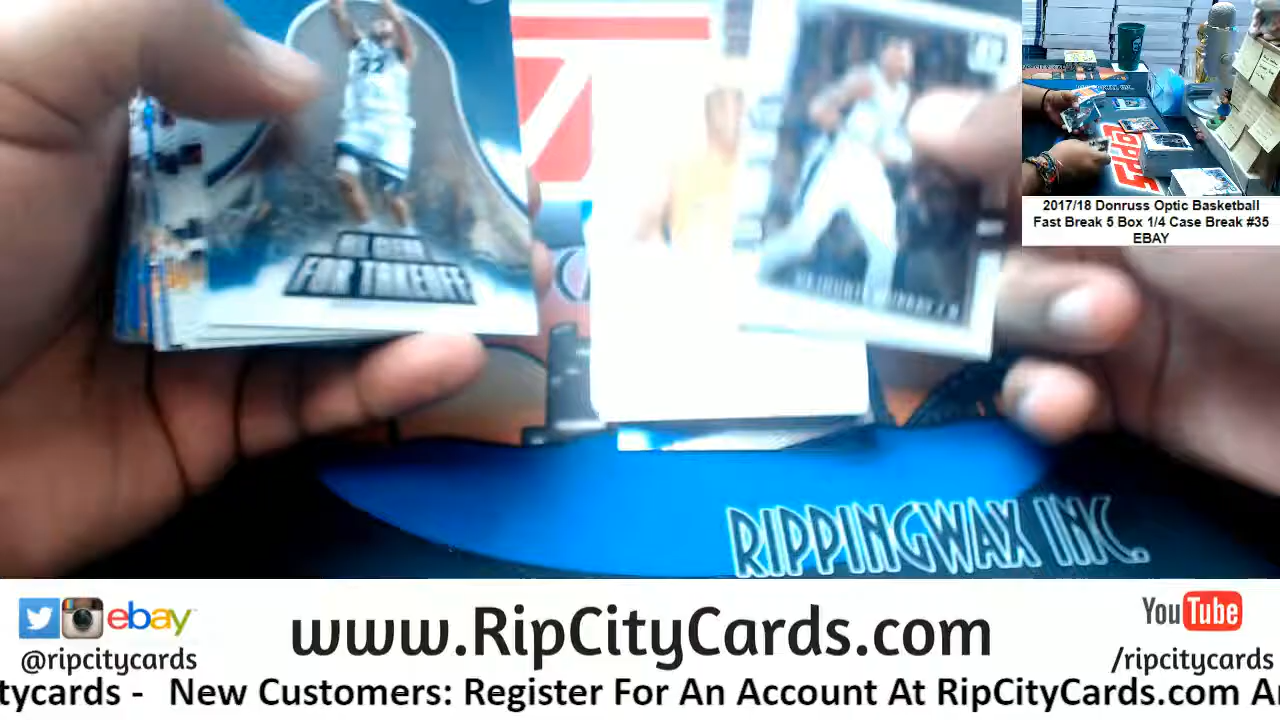 32
ALL CLEAR
FOR TAKEOFF
2017/18 Donruss Optic Basketball
Fast Break 5 Box 1/4 Case Break #35
EBAY
RIPPINGWAX INC.
ebay
@ripcitycards
www.RipCityCards.com
YouTube
/ripcitycards
tycards - New Customers: Register For An Account At RipCityCards.com A